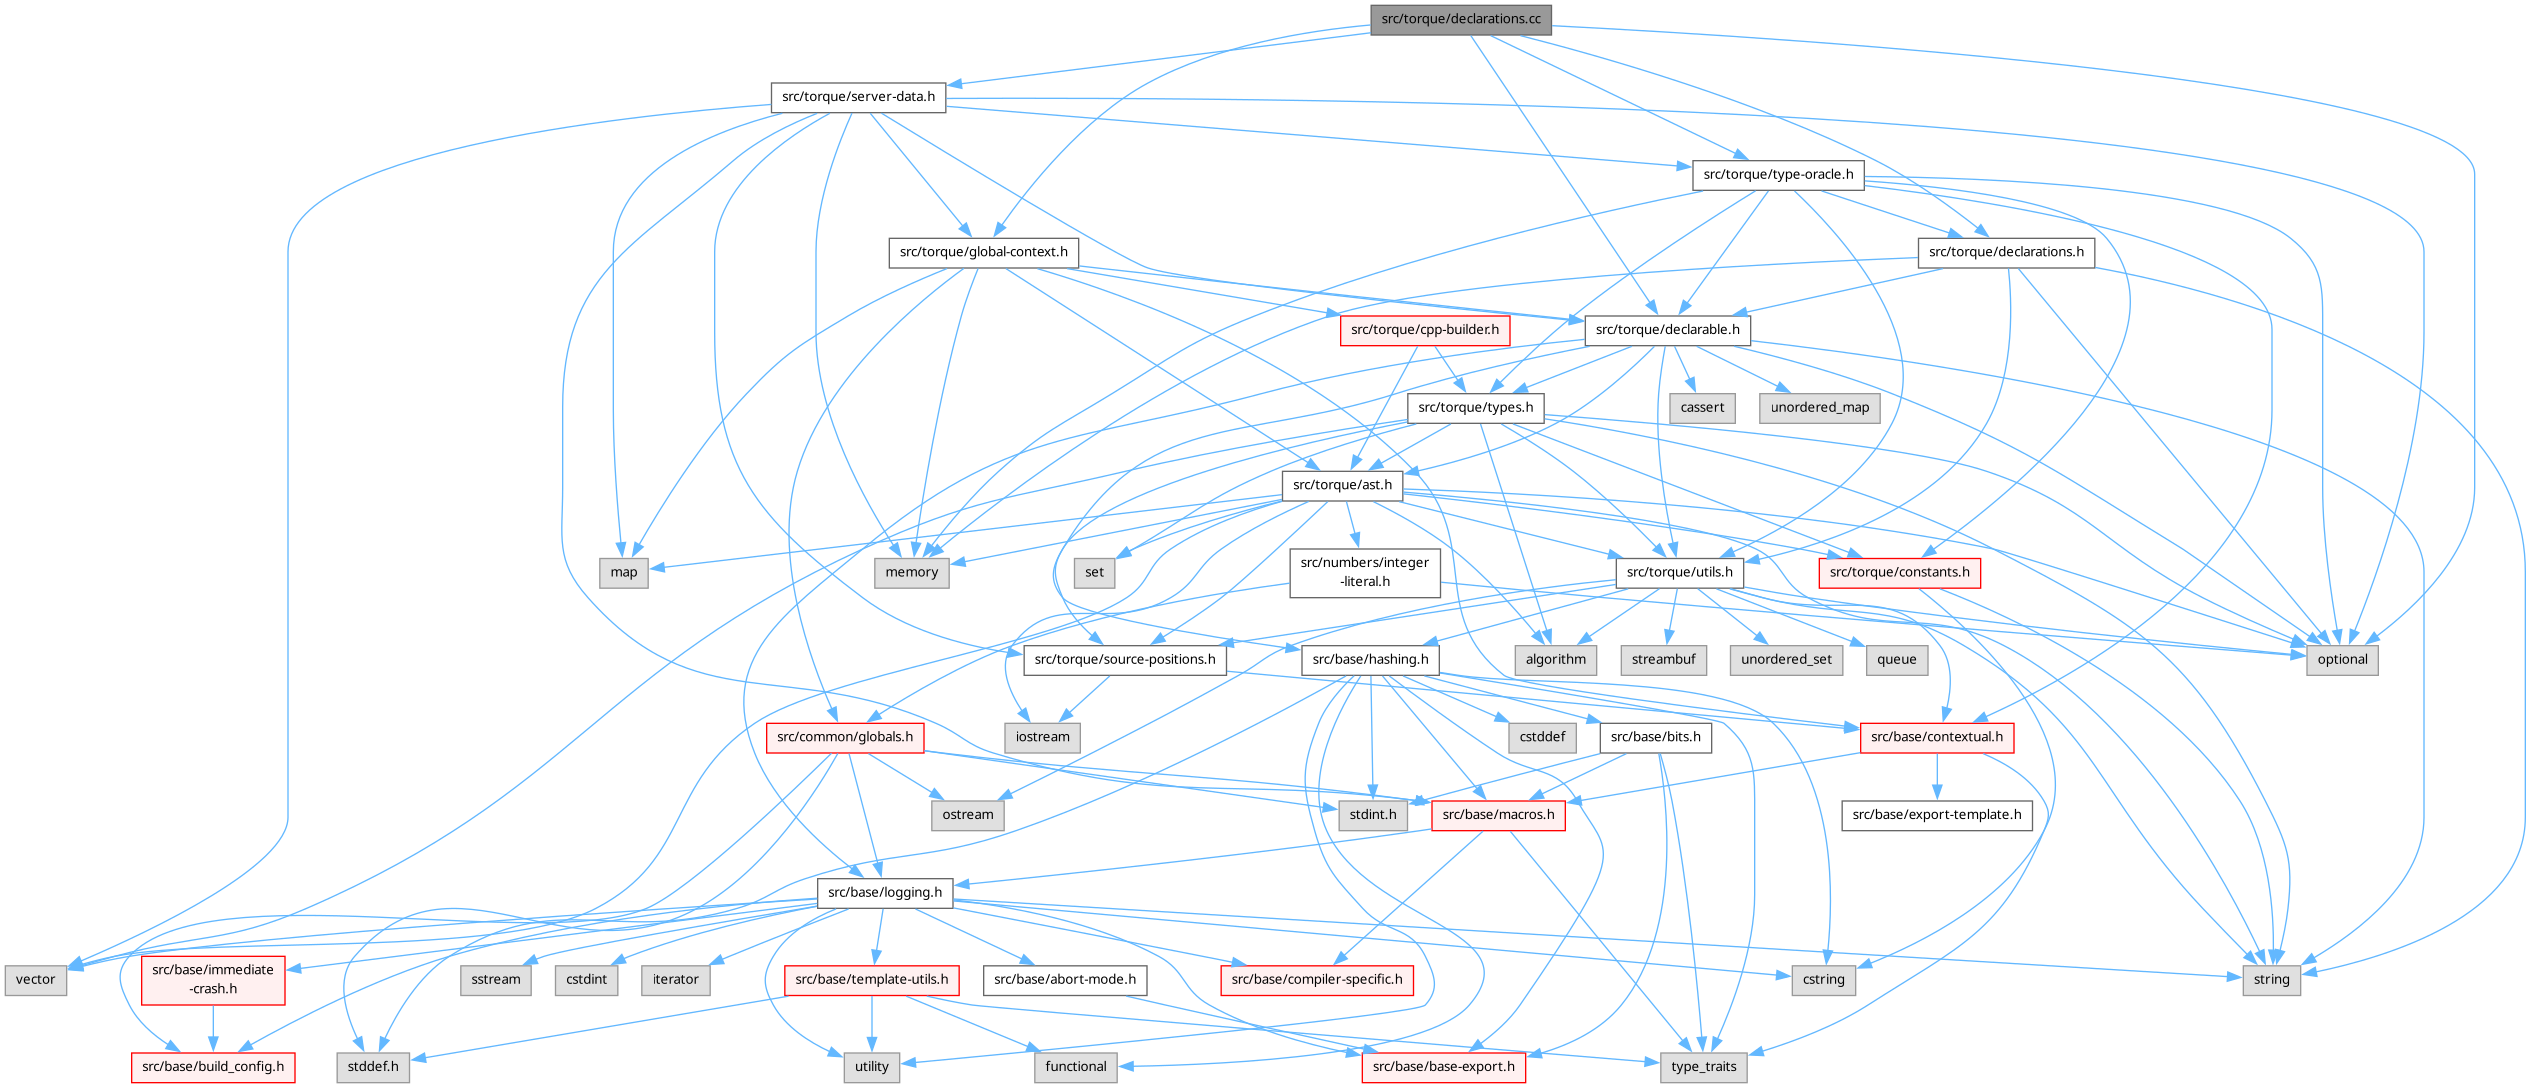 src/torque/declarations.cc
src/torque/server-data.h
src/torque/type-oracle.h
src/torque/global-context.h
src/torque/declarations.h
src/torque/cpp-builder.h
src/torque/declarable.h
src/torque/types.h
cassert
unordered_map
src/torque/ast.h
map
memory
set
src/numbers/integer
-literal.h
src/torque/utils.h
src/torque/constants.h
src/torque/source-positions.h
src/base/hashing.h
algorithm
streambuf
unordered_set
queue
optional
src/common/globals.h
iostream
cstddef
src/base/bits.h
src/base/contextual.h
ostream
stdint.h
src/base/macros.h
src/base/export-template.h
src/base/logging.h
vector
src/base/immediate
-crash.h
sstream
cstdint
iterator
src/base/template-utils.h
src/base/abort-mode.h
src/base/compiler-specific.h
cstring
string
src/base/build_config.h
stddef.h
utility
functional
src/base/base-export.h
type_traits